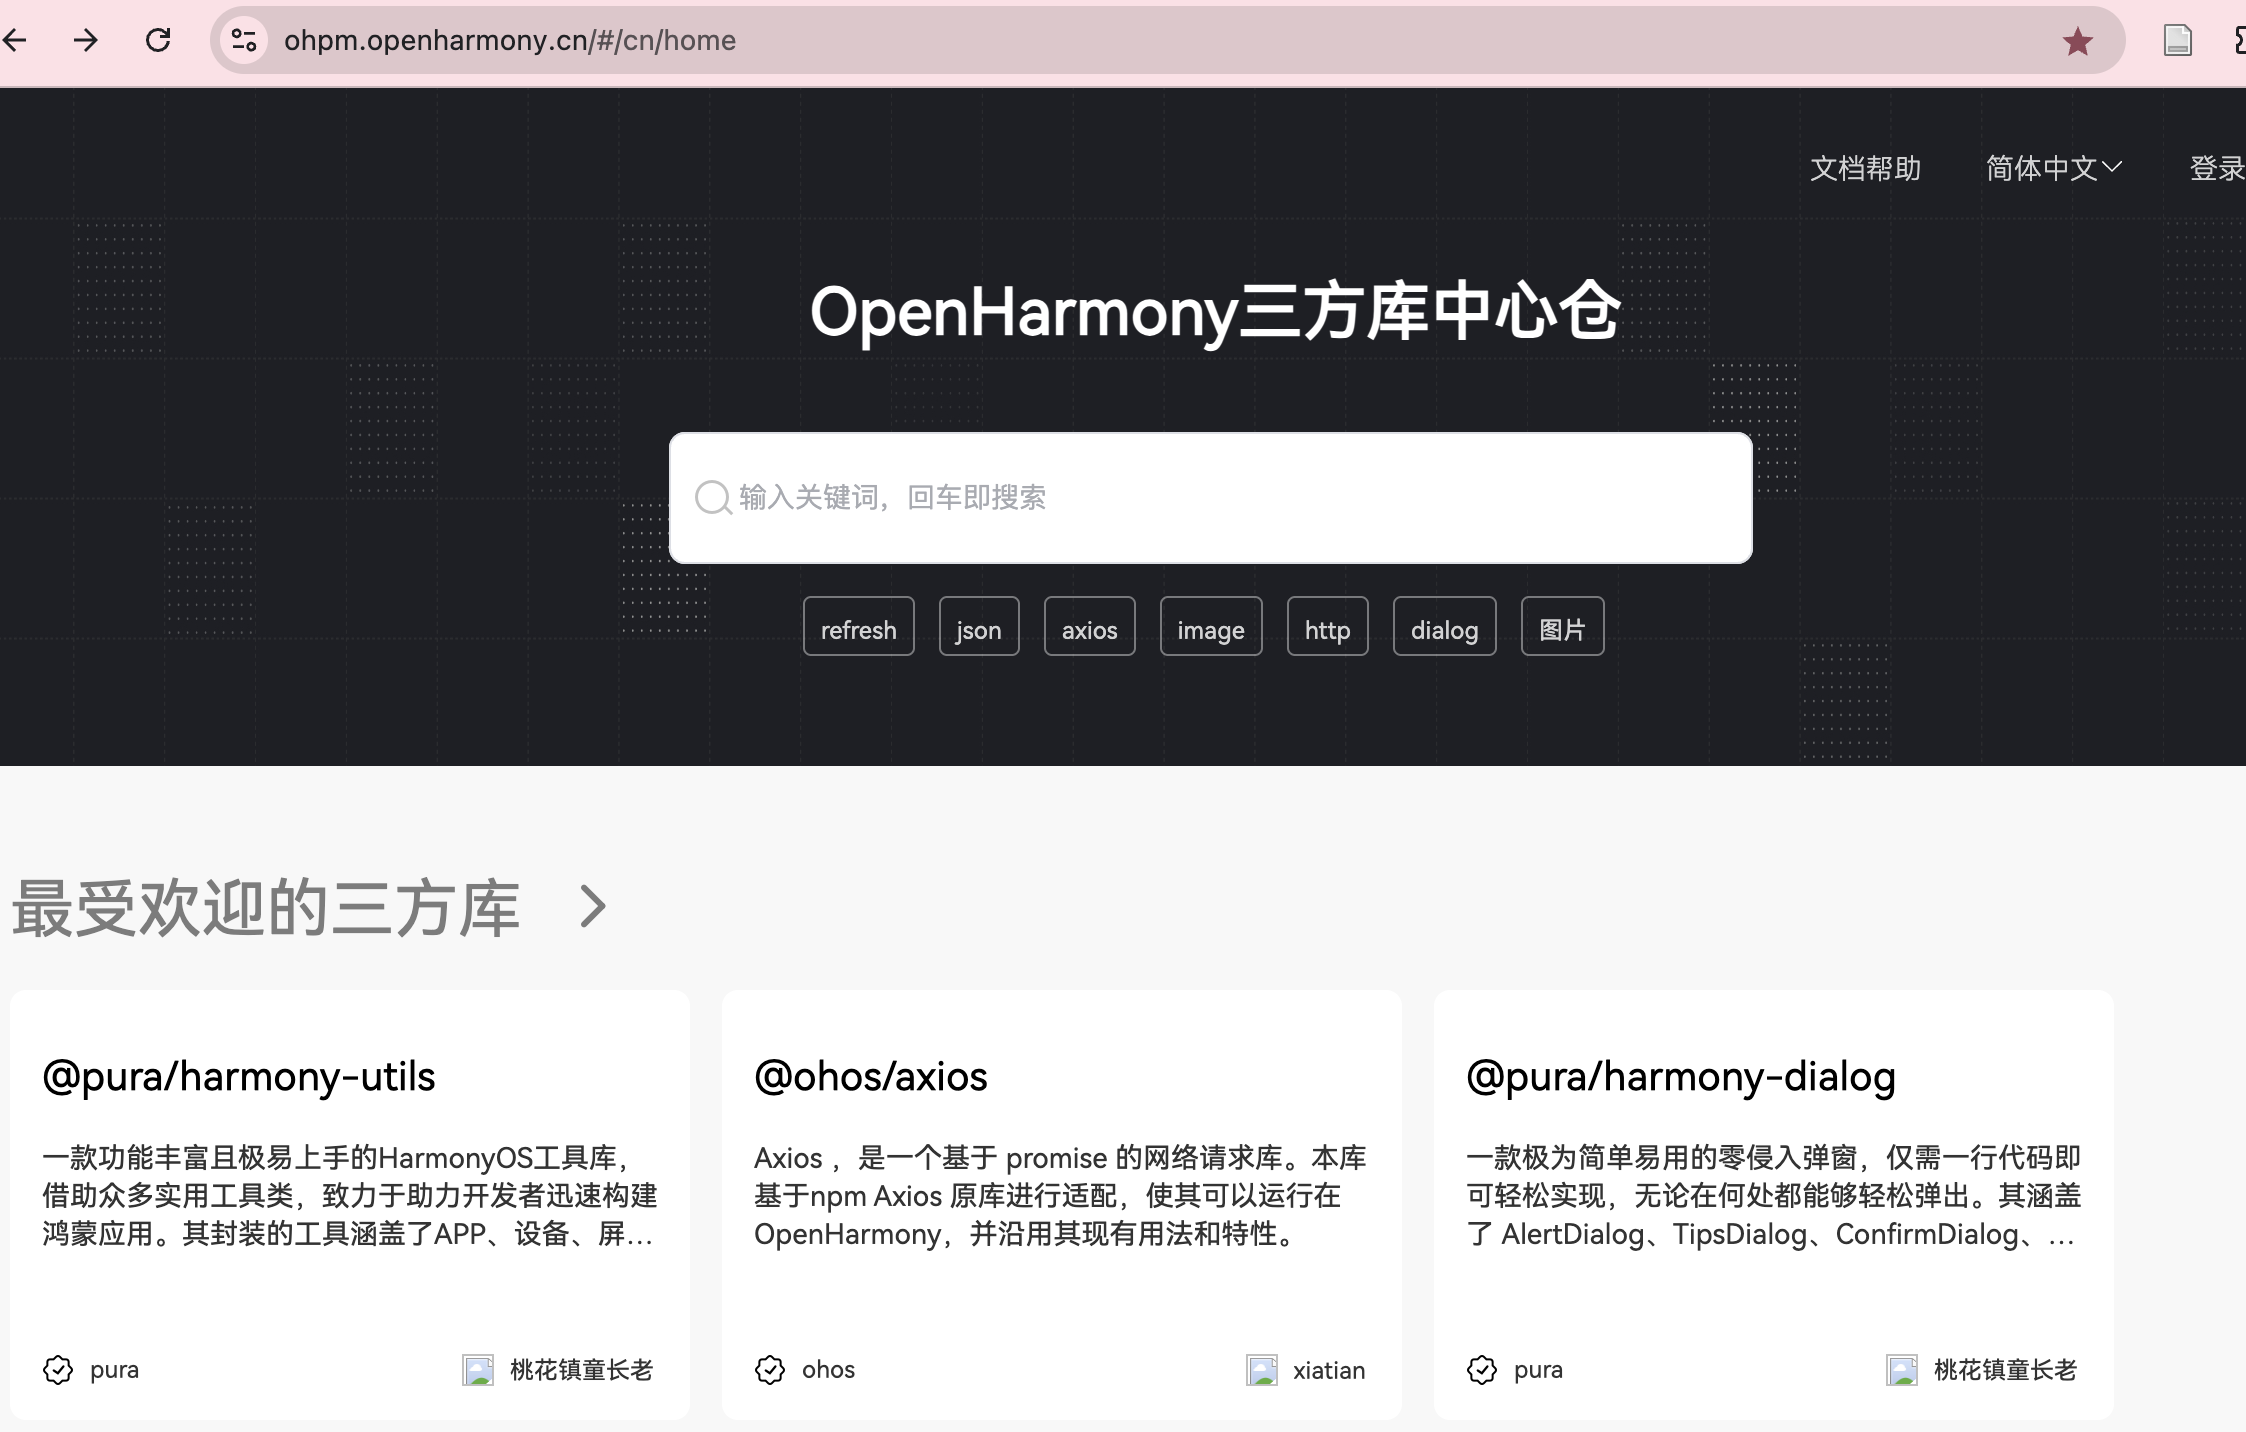 ohpm.openharmony.cn/#/cn/home
文档帮助 简体中文 登录
OpenHarmony三方库中心仓
输入关键词，回车即搜索
refresh json axios image http dialog 图片
最受欢迎的三方库
@pura/harmony-utils
一款功能丰富且极易上手的HarmonyOS工具库，
借助众多实用工具类，致力于助力开发者迅速构建
鸿蒙应用。其封装的工具涵盖了APP、设备、屏...
pura 桃花镇童长老
@ohos/axios
Axios ，是一个基于 promise 的网络请求库。本库
基于npm Axios 原库进行适配，使其可以运行在
OpenHarmony，并沿用其现有用法和特性。
ohos xiatian
@pura/harmony-dialog
一款极为简单易用的零侵入弹窗，仅需一行代码即
可轻松实现，无论在何处都能够轻松弹出。其涵盖
了 AlertDialog、TipsDialog、ConfirmDialog、...
pura 桃花镇童长老